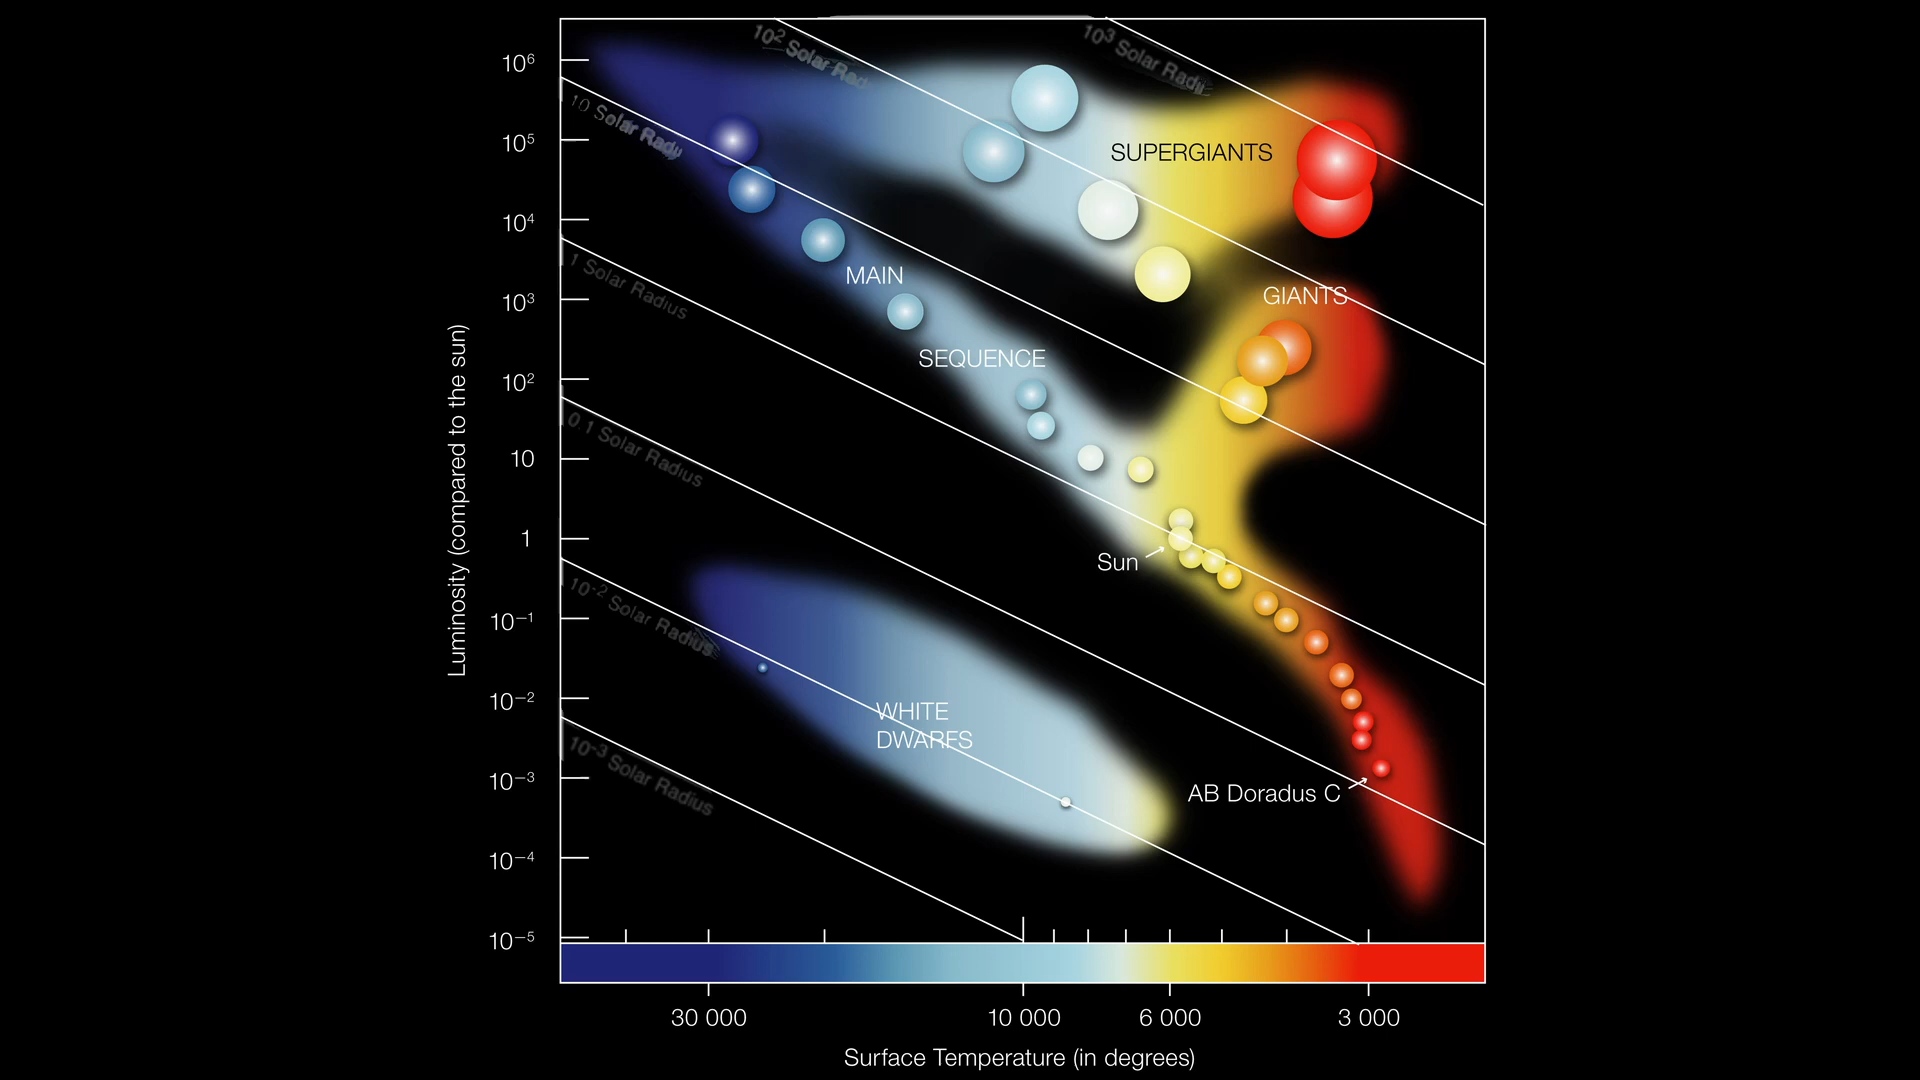 10² Solar Rad
10³ Solar Rad
10⁶
10 Solar Rad
10⁵
SUPERGIANTS
10⁴
1 Solar Radius
MAIN
GIANTS
10³
SEQUENCE
10²
0.1 Solar Radius
10
1
Sun
10⁻² Solar Radius
10⁻¹
WHITE
DWARFS
10⁻²
10⁻³ Solar Radius
10⁻³
AB Doradus C
10⁻⁴
10⁻⁵
Luminosity (compared to the sun)
30 000 10 000 6 000 3 000
Surface Temperature (in degrees)